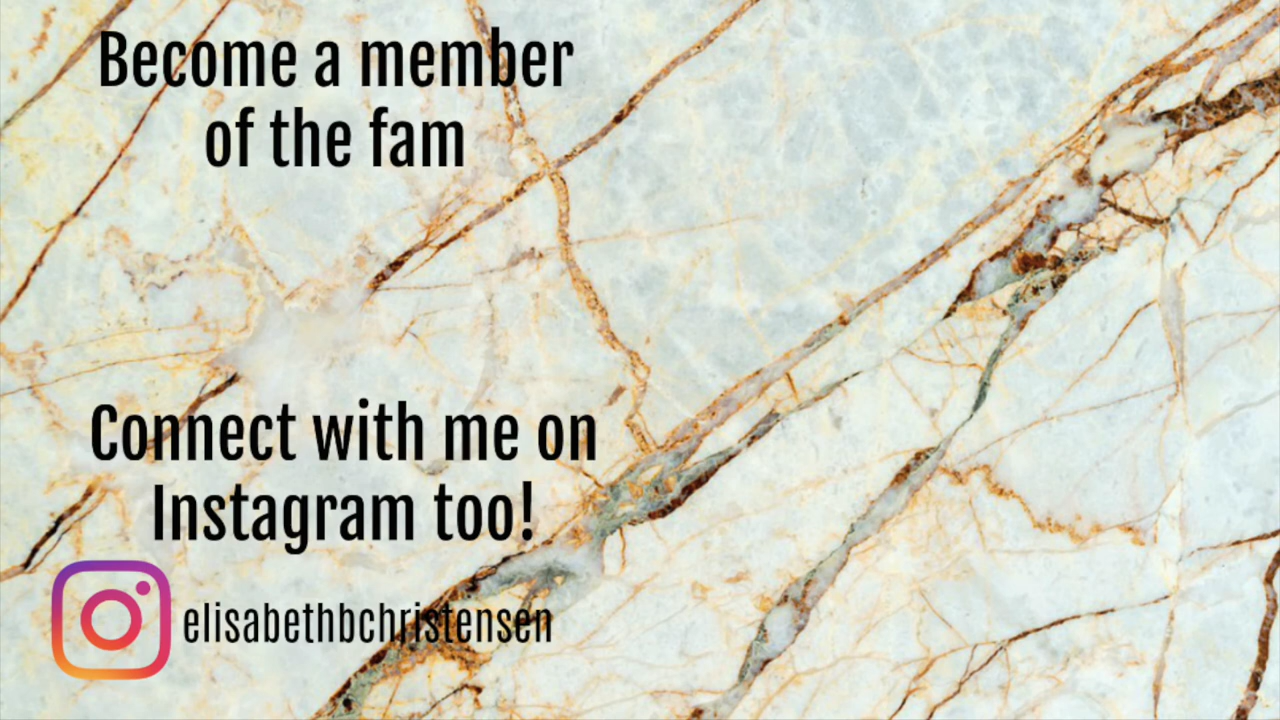 Become a member
of the fam
Connect with me on
Instagram too!
elisabethbchristensen